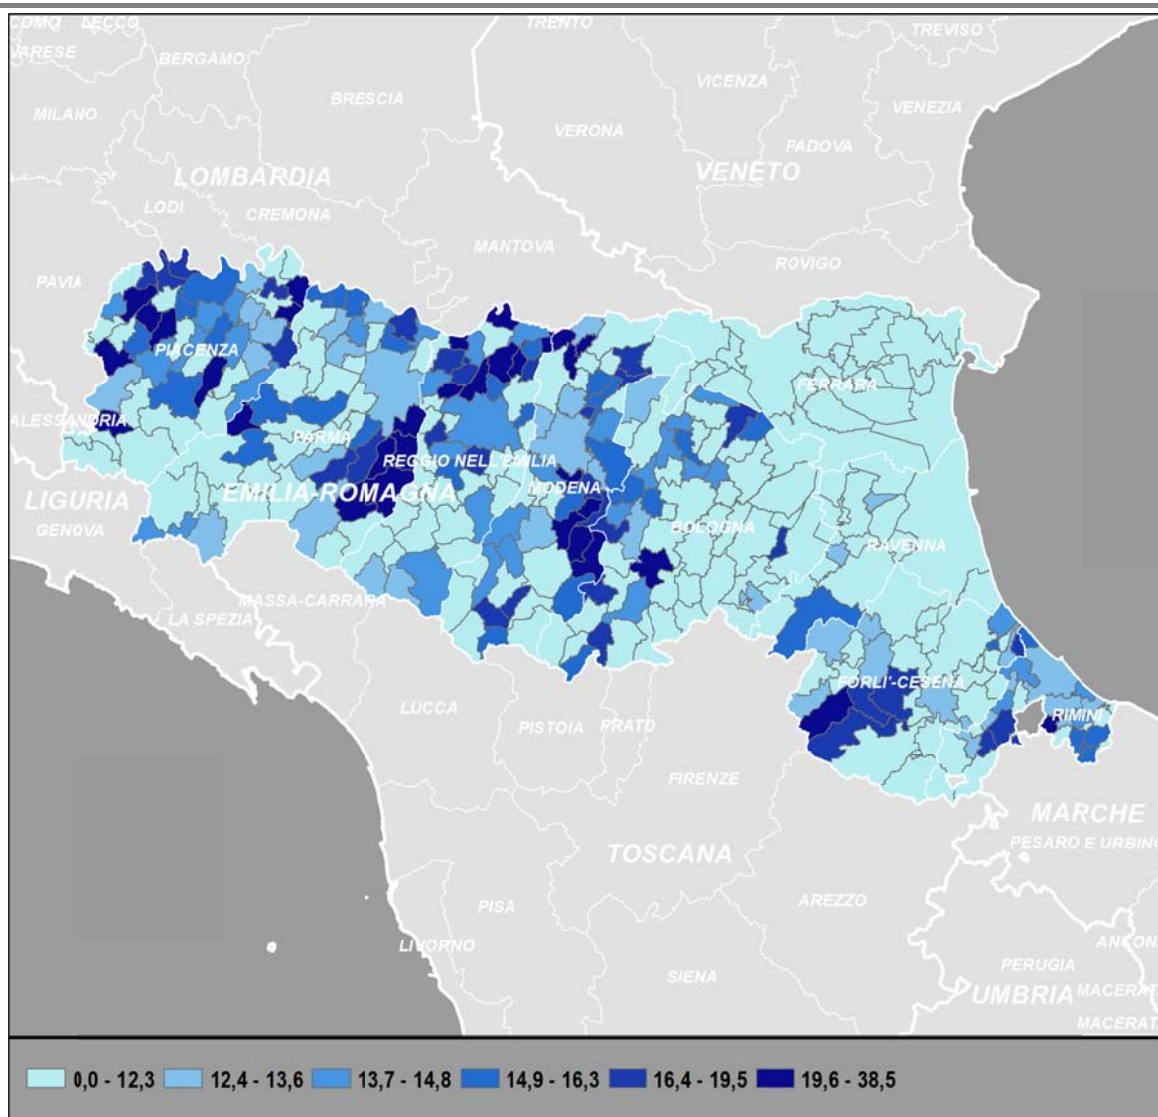 COMO LECCO
TRENTO
TREVISO
VARESE
BERGAMO
BRESCIA
VICENZA
VENEZIA
MILANO
VERONA
PADOVA
LOMBARDIA
VENETO
LODI
CREMONA
MANTOVA
ROVIGO
PAVIA
PIACENZA
FERRARA
ALESSANDRIA
PARMA
REGGIO NELL'EMILIA
LIGURIA
EMILIA-ROMAGNA
MODENA
GENOVA
BOLOGNA
RAVENNA
MASSA-CARRARA
LA SPEZIA
FORLI'-CESENA
LUCCA
PISTOIA
PRATO
RIMINI
FIRENZE
MARCHE
PESARO E URBINO
TOSCANA
PISA
AREZZO
LIVORNO
ANCON
PERUGIA
SIENA
UMBRIA
MACERAT
MACERAT
0,0 - 12,3 12,4 - 13,6 13,7 - 14,8 14,9 - 16,3 16,4 - 19,5 19,6 - 38,5